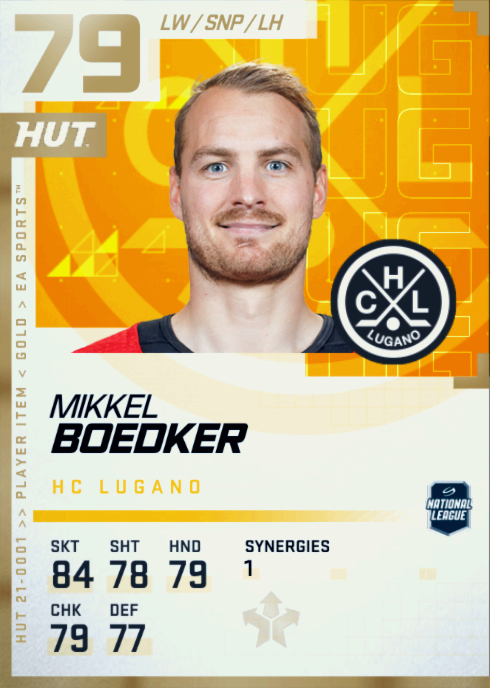 79
LW / SNP / LH
HUT
HUT 21-0001 >> PLAYER ITEM < GOLD > EA SPORTS™
H
C L
LUGANO
MIKKEL
BOEDKER
HC LUGANO
NATIONAL
LEAGUE
SKT SHT HND SYNERGIES
84 78 79 1
CHK DEF
79 77